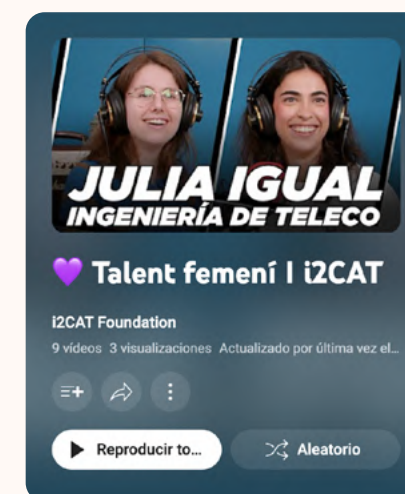 JULIA IGUAL
INGENIERÍA DE TELECO
💜 Talent femení I i2CAT
i2CAT Foundation
9 vídeos 3 visualizaciones Actualizado por última vez el...
Reproducir to...
Aleatorio